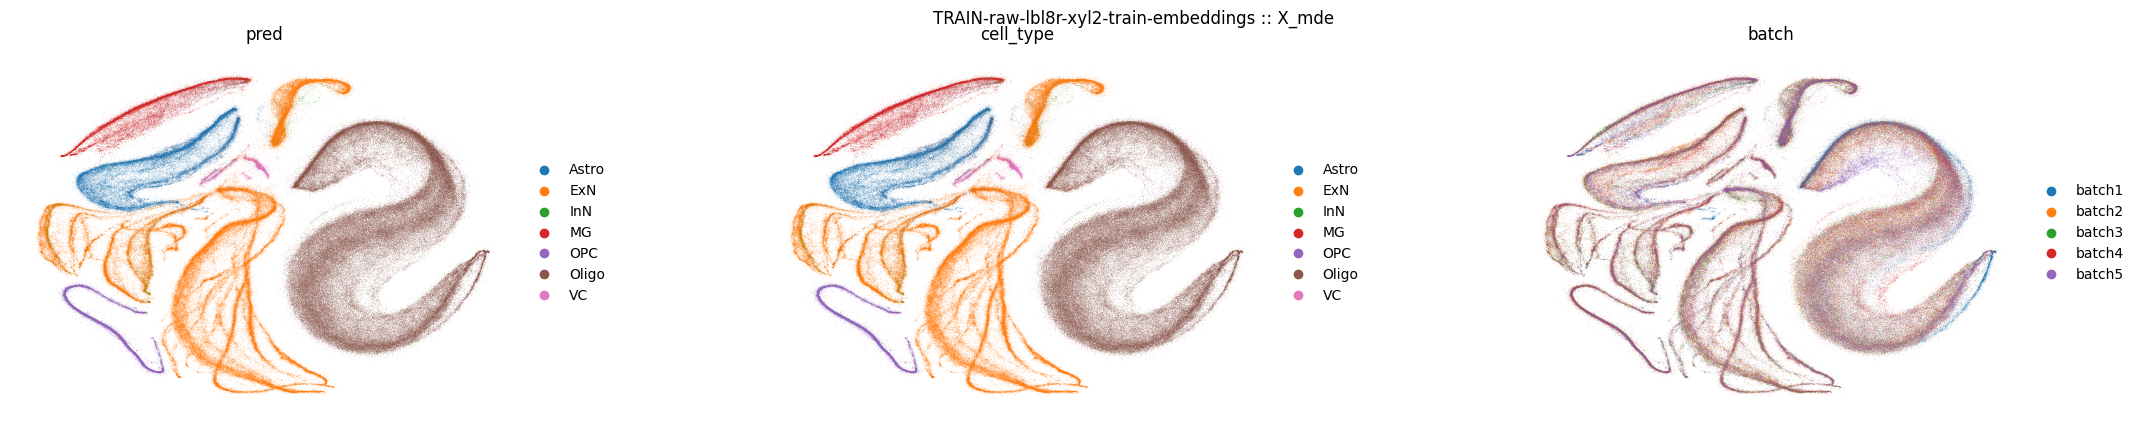 TRAIN-raw-lbl8r-xyl2-train-embeddings :: X_mde
pred
Astro
ExN
InN
MG
OPC
Oligo
VC
cell_type
Astro
ExN
InN
MG
OPC
Oligo
VC
batch
batch1
batch2
batch3
batch4
batch5